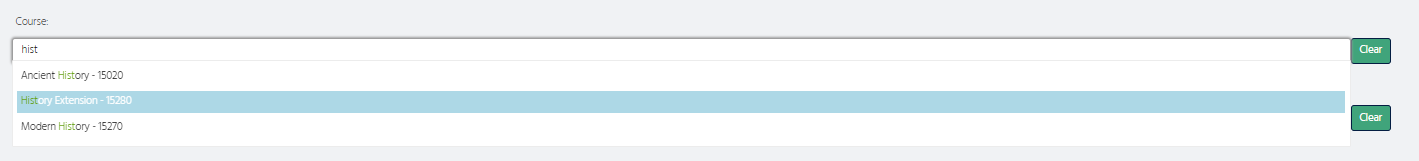 Course:
hist
Clear
Ancient History - 15020
History Extension - 15280
Modern History - 15270
Clear